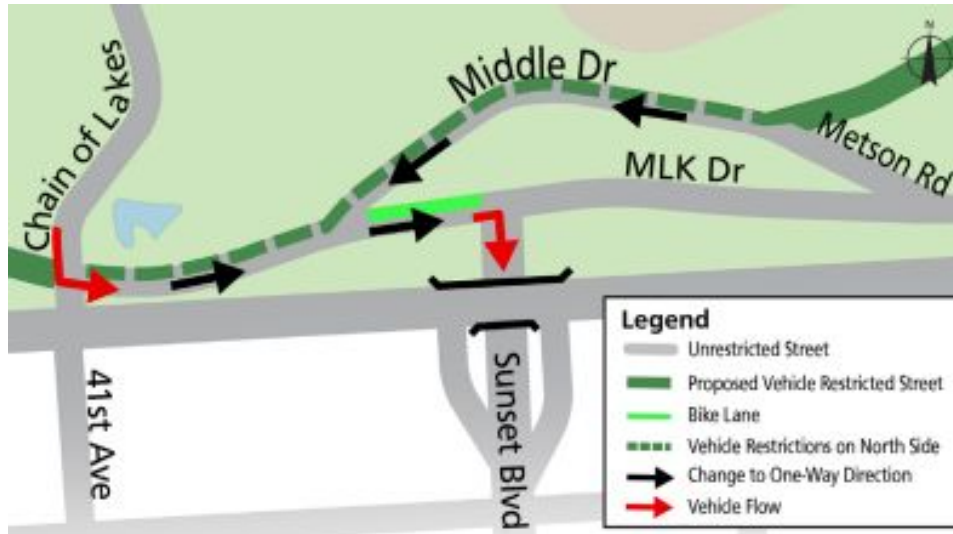 Chain of Lakes
Middle Dr
N
Metson Rd
MLK Dr
41st Ave
Sunset Blvd
Legend
Unrestricted Street
Proposed Vehicle Restricted Street
Bike Lane
Vehicle Restrictions on North Side
Change to One-Way Direction
Vehicle Flow